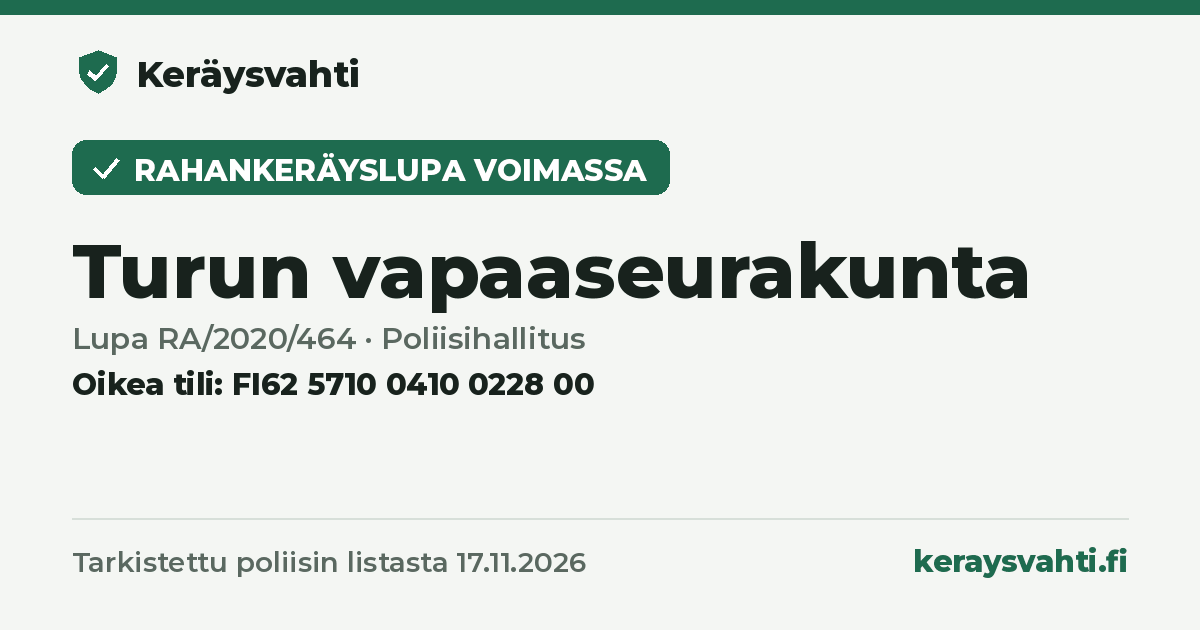 Keräysvahti
RAHANKERÄYSLUPA VOIMASSA
Turun vapaaseurakunta
Lupa RA/2020/464 · Poliisihallitus
Oikea tili: FI62 5710 0410 0228 00
Tarkistettu poliisin listasta 17.11.2026
keraysvahti.fi